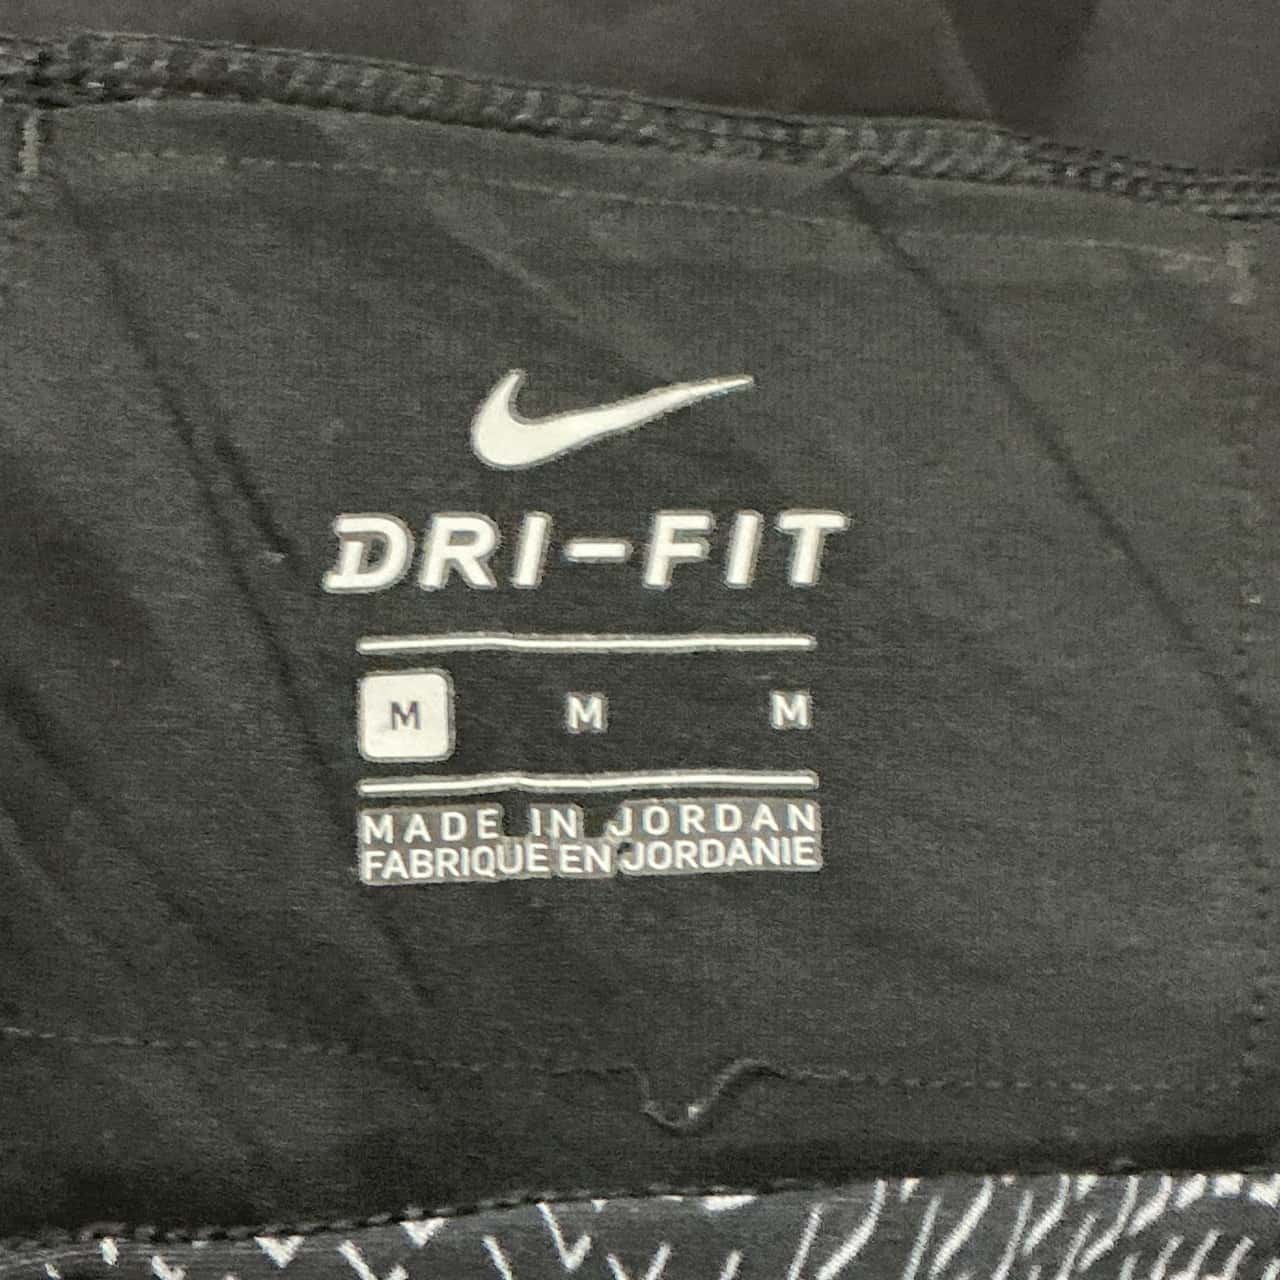 DRI-FIT
M M M
MADE IN JORDAN
FABRIQUE EN JORDANIE